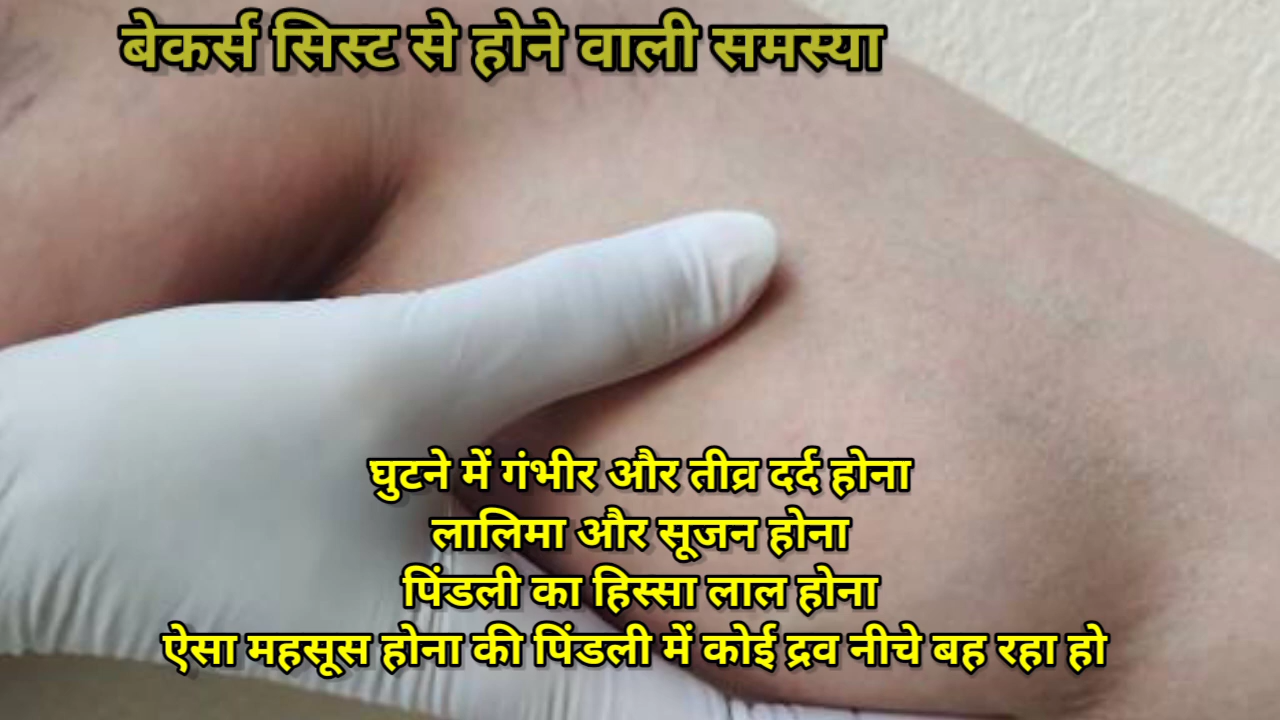 बेकर्स सिस्ट से होने वाली समस्या
घुटने में गंभीर और तीव्र दर्द होना
लालिमा और सूजन होना
पिंडली का हिस्सा लाल होना
ऐसा महसूस होना की पिंडली में कोई द्रव नीचे बह रहा हो